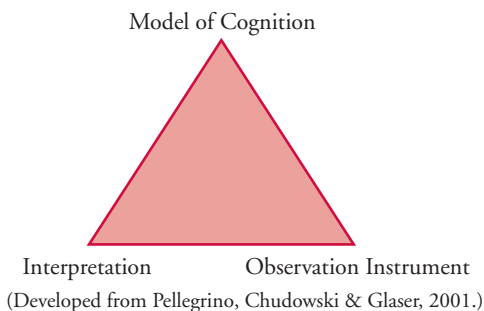 Model of Cognition
Interpretation
Observation Instrument
(Developed from Pellegrino, Chudowski & Glaser, 2001.)